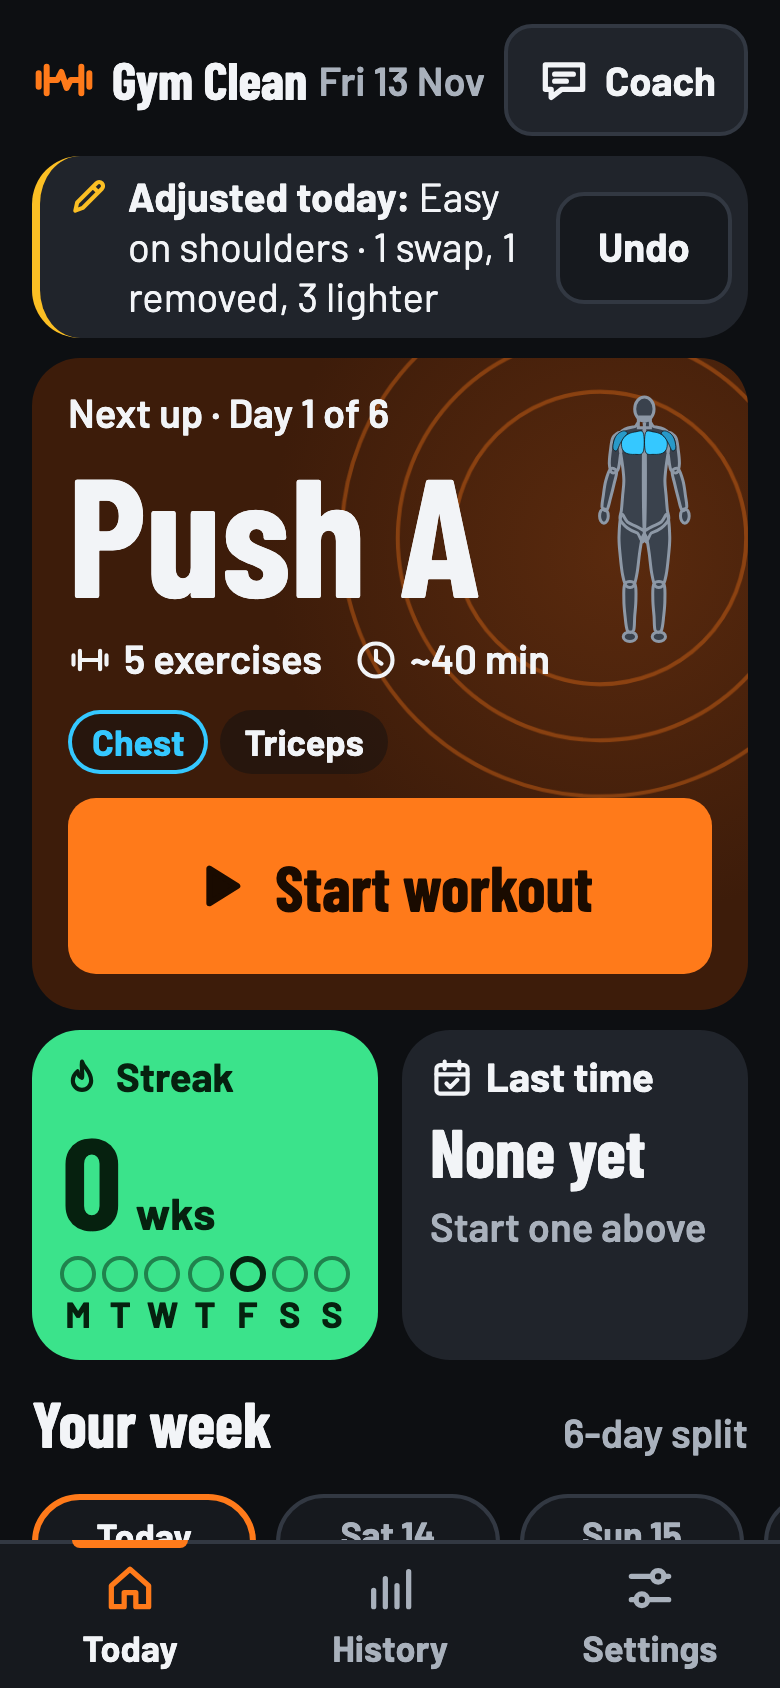 Gym Clean Fri 13 Nov
Coach
Adjusted today: Easy
on shoulders · 1 swap, 1
removed, 3 lighter
Undo
Next up · Day 1 of 6
Push A
5 exercises ~40 min
Chest Triceps
Start workout
Streak
0 wks
M T W T F S S
Last time
None yet
Start one above
Your week
6-day split
Today Sat 14 Sun 15
Today History Settings